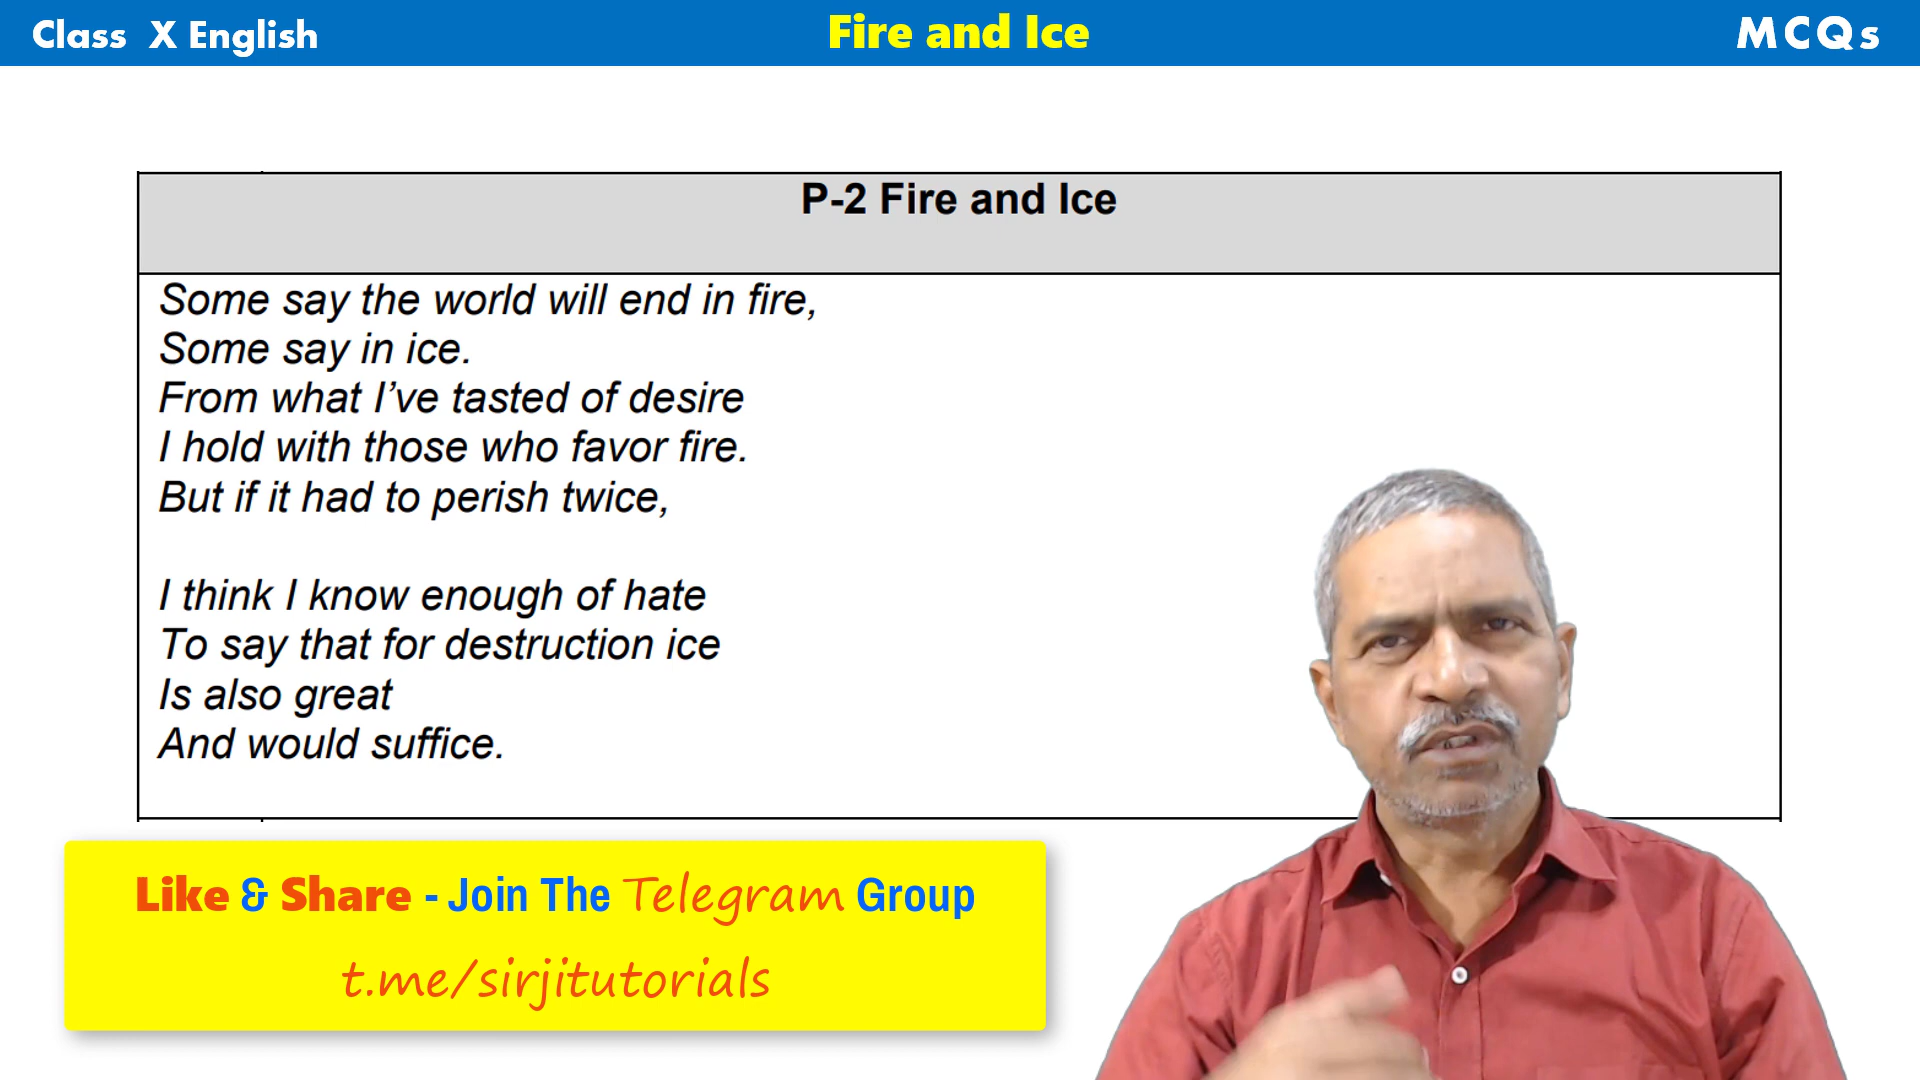 Class X English
Fire and Ice
MCQs
P-2 Fire and Ice
Some say the world will end in fire,
Some say in ice.
From what I’ve tasted of desire
I hold with those who favor fire.
But if it had to perish twice,
I think I know enough of hate
To say that for destruction ice
Is also great
And would suffice.
Like & Share - Join The Telegram Group
t.me/sirjitutorials